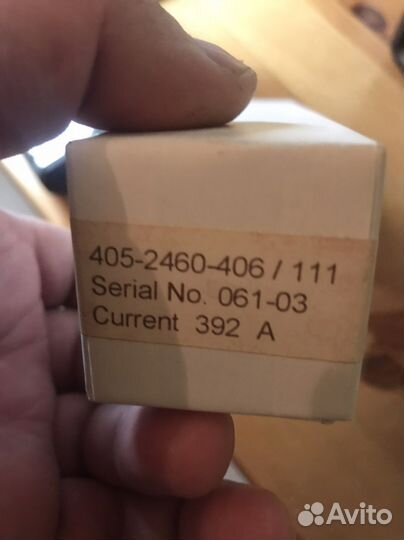 405-2460-406 / 111
Serial No. 061-03
Current 392 A
Avito